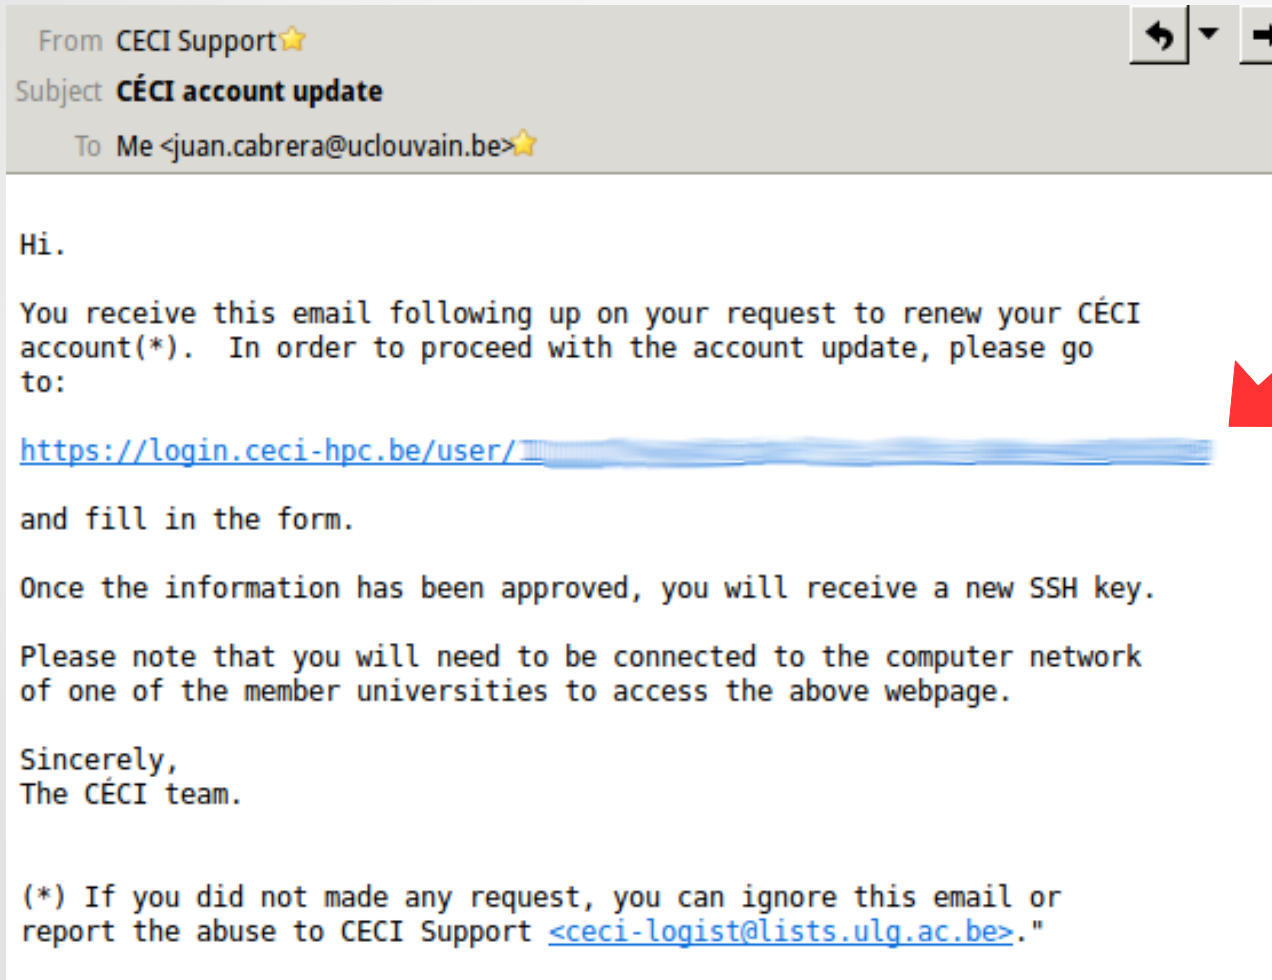 From CECI Support
Subject CÉCI account update
To Me <juan.cabrera@uclouvain.be>
Hi.
You receive this email following up on your request to renew your CÉCI
account(*).  In order to proceed with the account update, please go
to:
https://login.ceci-hpc.be/user/
and fill in the form.
Once the information has been approved, you will receive a new SSH key.
Please note that you will need to be connected to the computer network
of one of the member universities to access the above webpage.
Sincerely,
The CÉCI team.
(*) If you did not made any request, you can ignore this email or
report the abuse to CECI Support <ceci-logist@lists.ulg.ac.be>."